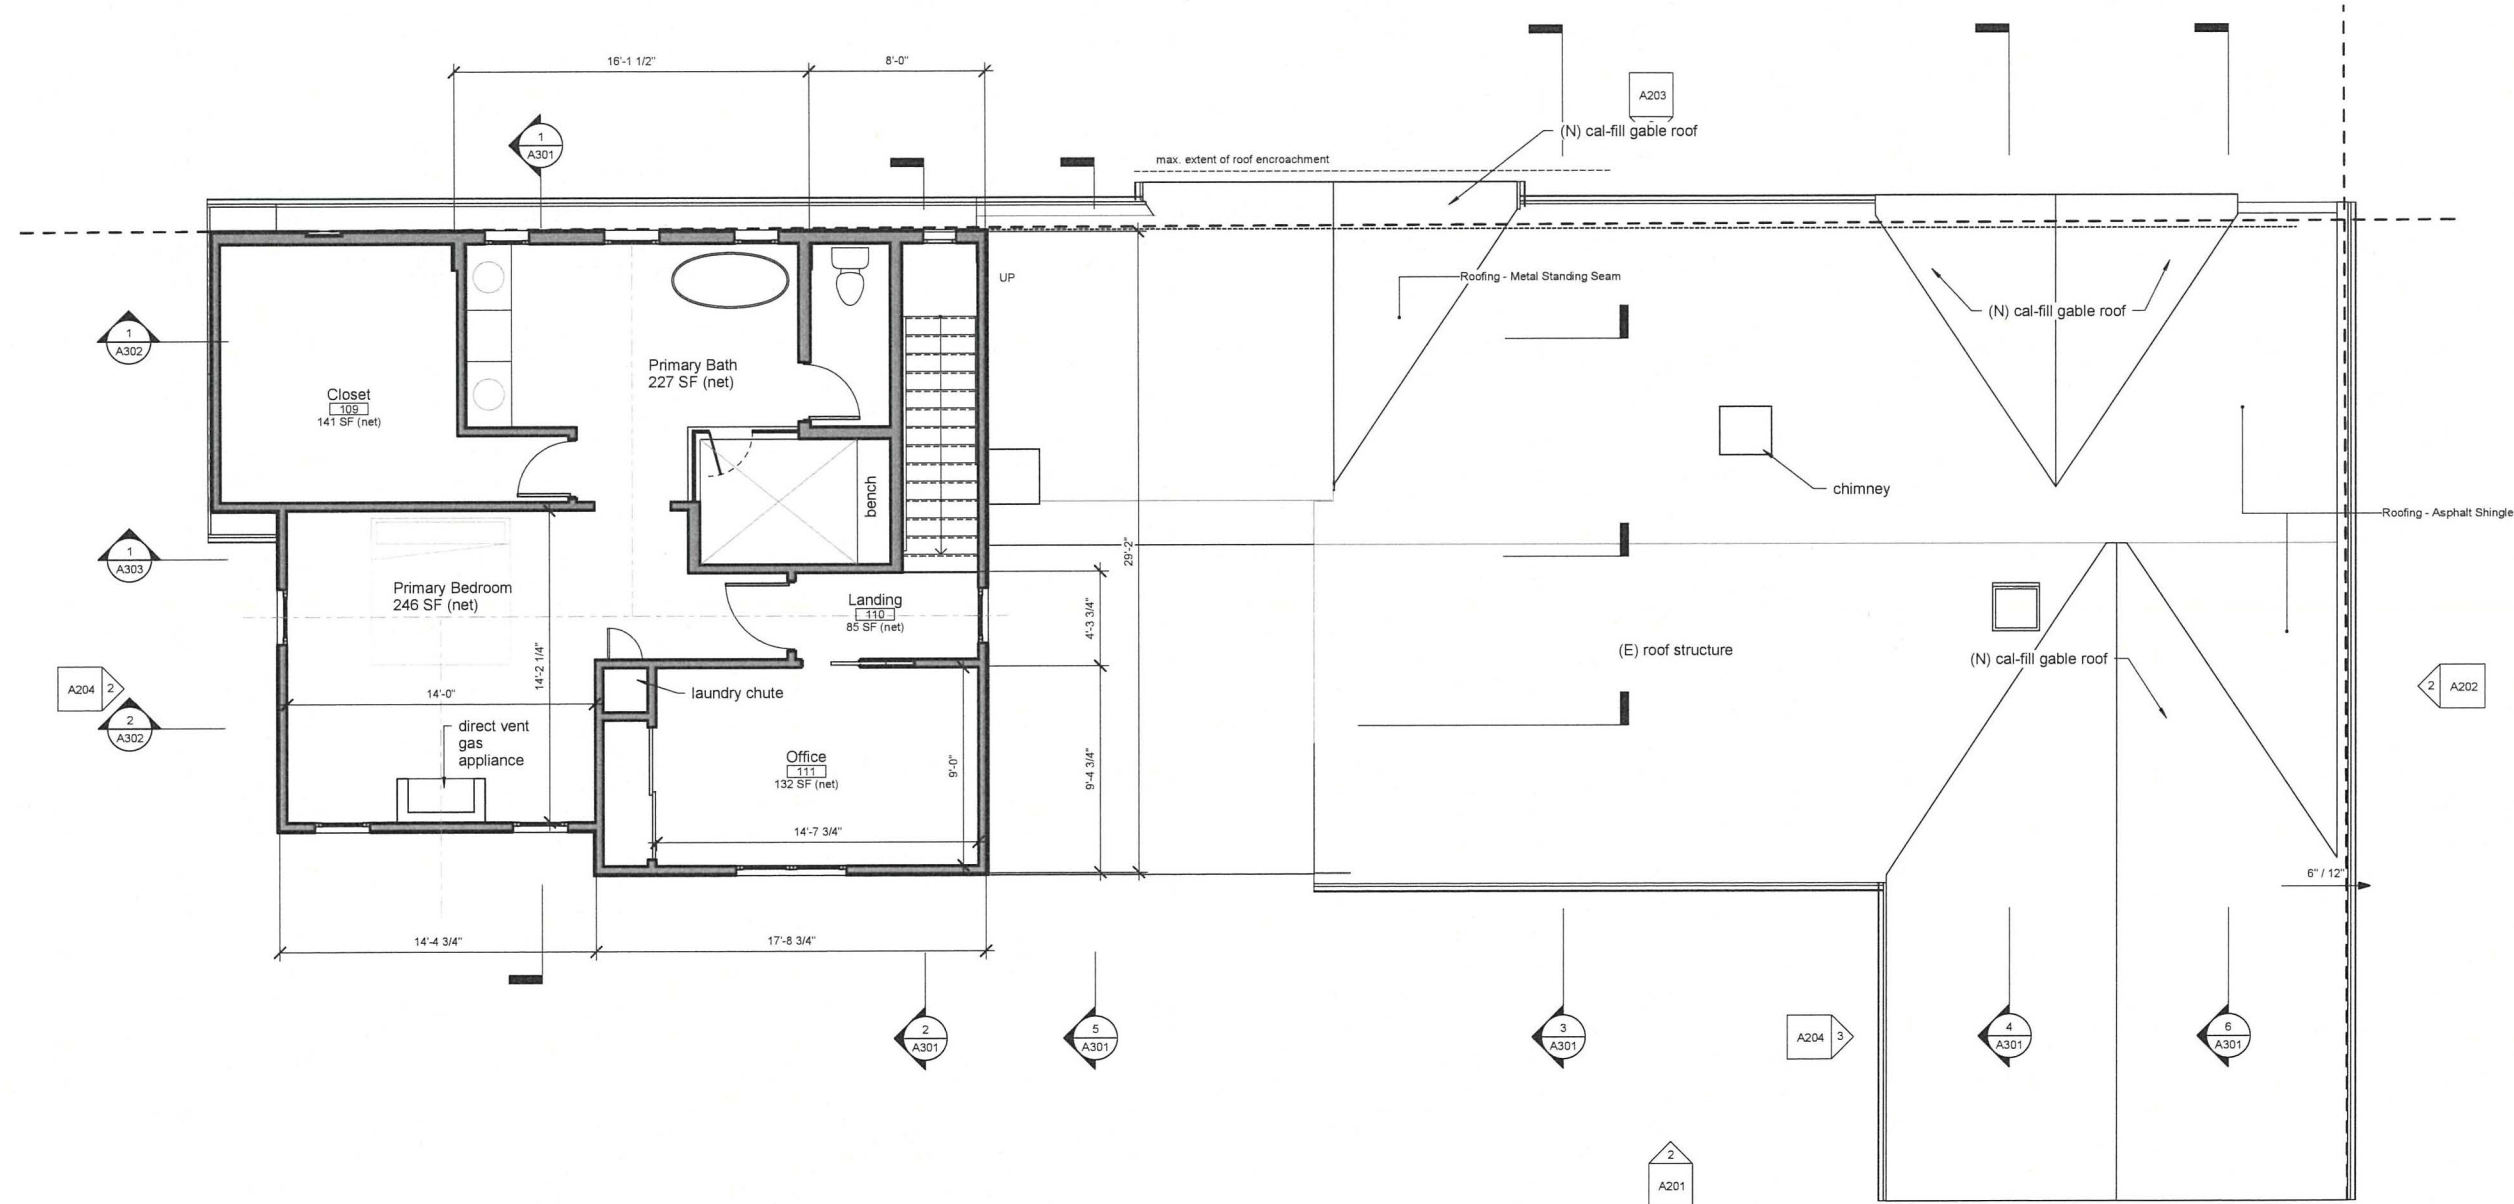 16'-1 1/2"
8'-0"
A203
(N) cal-fill gable roof
1
A301
max. extent of roof encroachment
UP
Roofing - Metal Standing Seam
(N) cal-fill gable roof
1
A302
Primary Bath
227 SF (net)
Closet
109
141 SF (net)
bench
chimney
Roofing - Asphalt Shingle
29'-2"
1
A303
Primary Bedroom
246 SF (net)
Landing
110
85 SF (net)
4'-3 3/4"
14'-2 1/4"
(E) roof structure
(N) cal-fill gable roof
A204
2
14'-0"
laundry chute
2
A202
2
A302
direct vent
gas
appliance
Office
111
132 SF (net)
9'-0"
9'-4 3/4"
14'-7 3/4"
6" / 12"
14'-4 3/4"
17'-8 3/4"
2
A301
5
A301
3
A301
A204
3
4
A301
6
A301
2
A201